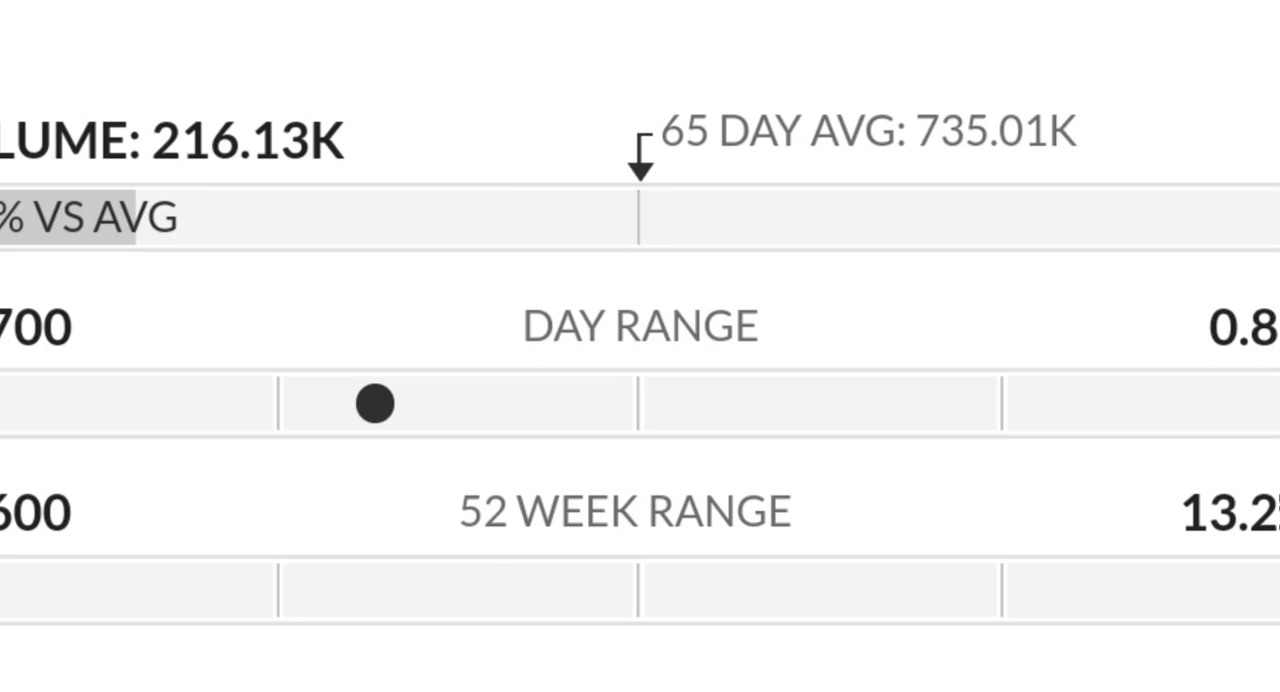 LUME: 216.13K
65 DAY AVG: 735.01K
% VS AVG
700 DAY RANGE 0.8
600 52 WEEK RANGE 13.2